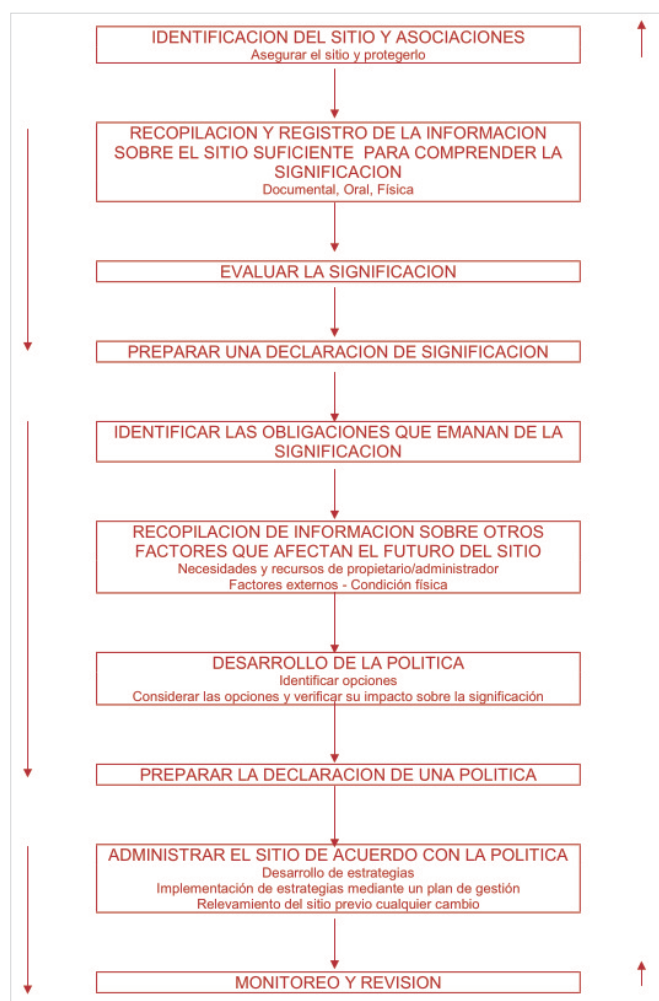 IDENTIFICACION DEL SITIO Y ASOCIACIONES
Asegurar el sitio y protegerlo
RECOPILACION Y REGISTRO DE LA INFORMACION
SOBRE EL SITIO SUFICIENTE PARA COMPRENDER LA
SIGNIFICACION
Documental, Oral, Física
EVALUAR LA SIGNIFICACION
PREPARAR UNA DECLARACION DE SIGNIFICACION
IDENTIFICAR LAS OBLIGACIONES QUE EMANAN DE LA
SIGNIFICACION
RECOPILACION DE INFORMACION SOBRE OTROS
FACTORES QUE AFECTAN EL FUTURO DEL SITIO
Necesidades y recursos de propietario/administrador
Factores externos - Condición física
DESARROLLO DE LA POLITICA
Identificar opciones
Considerar las opciones y verificar su impacto sobre la significación
PREPARAR LA DECLARACION DE UNA POLITICA
ADMINISTRAR EL SITIO DE ACUERDO CON LA POLITICA
Desarrollo de estrategias
Implementación de estrategias mediante un plan de gestión
Relevamiento del sitio previo cualquier cambio
MONITOREO Y REVISION